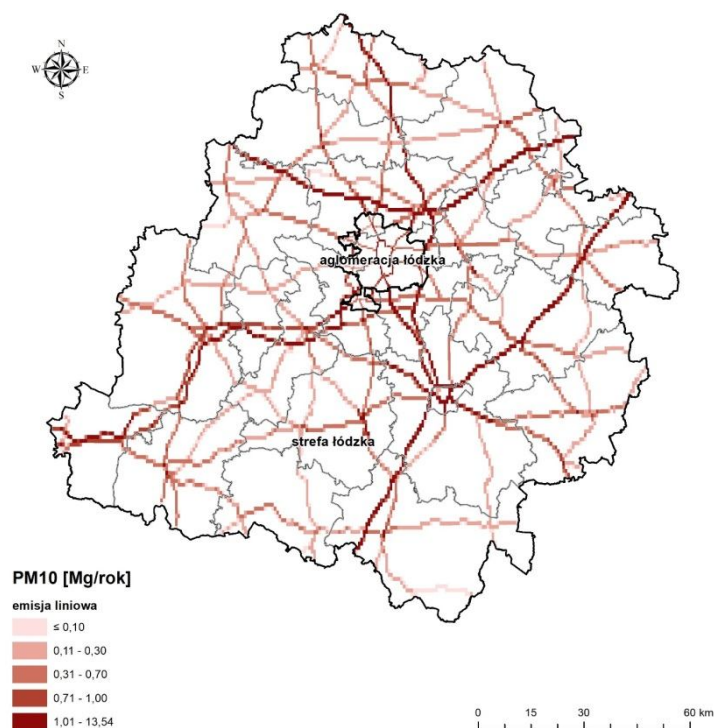 N
W E
S
aglomeracja łódzka
strefa łódzka
PM10 [Mg/rok]
emisja liniowa
≤ 0,10
0,11 - 0,30
0,31 - 0,70
0,71 - 1,00
1,01 - 13,54
0 15 30 60 km